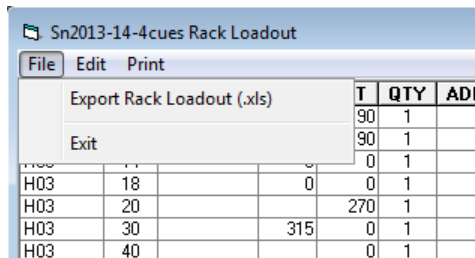 Sn2013-14-4cues Rack Loadout
File Edit Print
T QTY ADI
Export Rack Loadout (.xls)
90 1
90 1
Exit
0 1
H03 18 0 0 1
H03 20 270 1
H03 30 315 0 1
H03 40 0 1